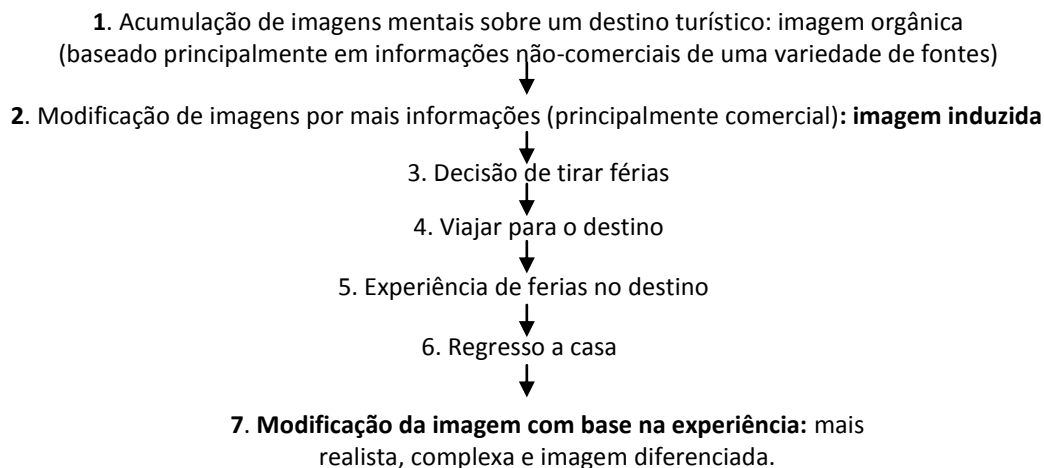 1. Acumulação de imagens mentais sobre um destino turístico: imagem orgânica
(baseado principalmente em informações não-comerciais de uma variedade de fontes)
2. Modificação de imagens por mais informações (principalmente comercial): imagem induzida
3. Decisão de tirar férias
4. Viajar para o destino
5. Experiência de ferias no destino
6. Regresso a casa
7. Modificação da imagem com base na experiência: mais
realista, complexa e imagem diferenciada.